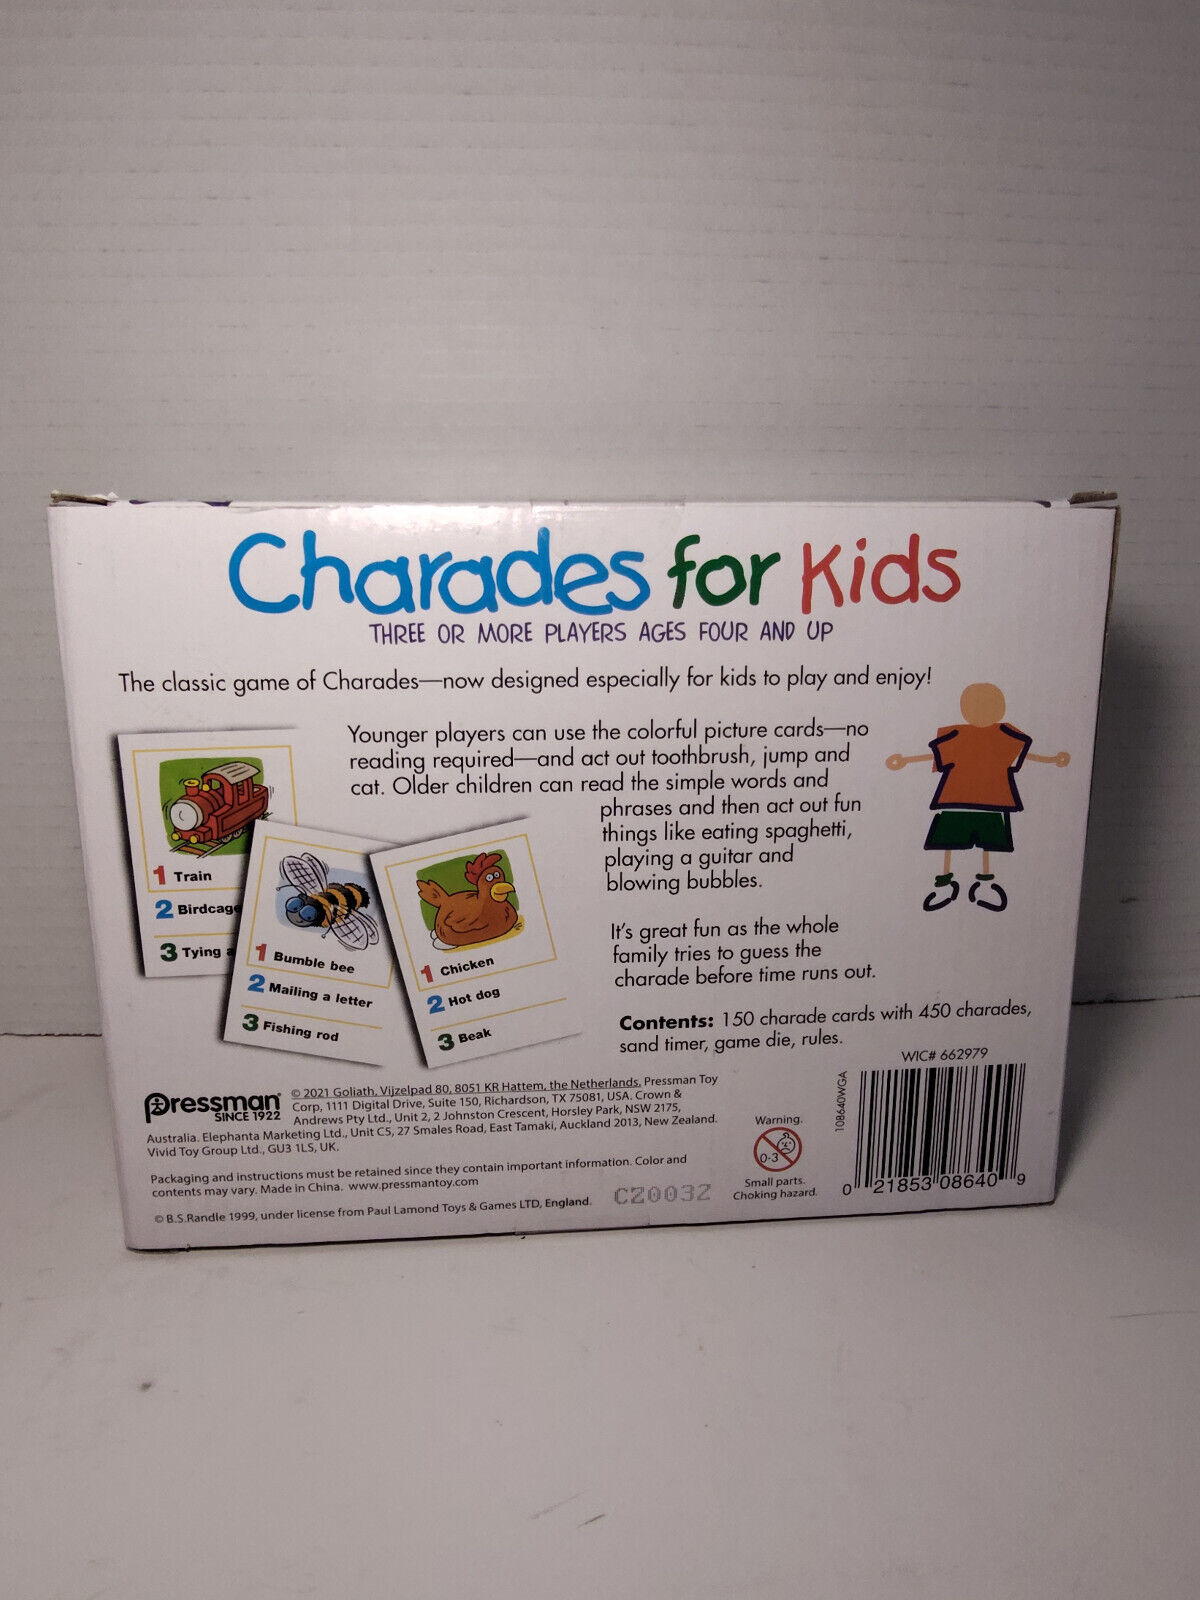 Charades for Kids
THREE OR MORE PLAYERS AGES FOUR AND UP
The classic game of Charades—now designed especially for kids to play and enjoy!
Younger players can use the colorful picture cards—no
reading required—and act out toothbrush, jump and
cat. Older children can read the simple words and
phrases and then act out fun
things like eating spaghetti,
playing a guitar and
blowing bubbles.
It's great fun as the whole
family tries to guess the
charade before time runs out.
Contents: 150 charade cards with 450 charades,
sand timer, game die, rules.
1 Train
2 Birdcage
3 Tying a
1 Bumble bee
2 Mailing a letter
3 Fishing rod
1 Chicken
2 Hot dog
3 Beak
Pressman
SINCE 1922
© 2021 Goliath, Vijzelpad 80, 8051 KR Hattem, the Netherlands, Pressman Toy
Corp, 1111 Digital Drive, Suite 150, Richardson, TX 75081, USA. Crown &
Andrews Pty Ltd., Unit 2, 2 Johnston Crescent, Horsley Park, NSW 2175,
Australia. Elephanta Marketing Ltd., Unit C5, 27 Smales Road, East Tamaki, Auckland 2013, New Zealand.
Vivid Toy Group Ltd., GU3 1LS, UK.
Packaging and instructions must be retained since they contain important information. Color and
contents may vary. Made in China. www.pressmantoy.com
© B.S.Randle 1999, under license from Paul Lamond Toys & Games LTD, England.
CZ0032
Warning.
0-3
Small parts.
Choking hazard.
WIC# 662979
108640WGA
0 21853 08640 9